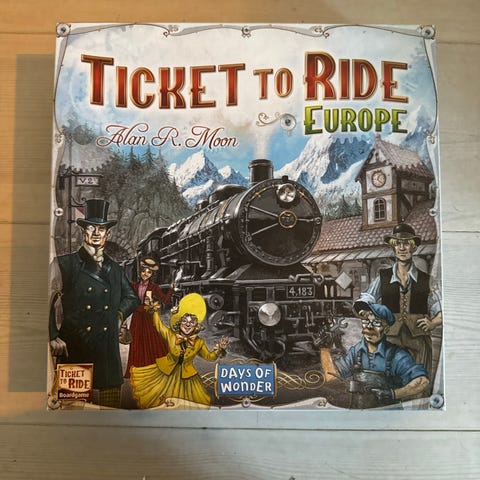 TICKET TO RIDE
EUROPE
Alan R. Moon
4.183
DAYS OF
WONDER
TICKET
TO RIDE
Boardgame